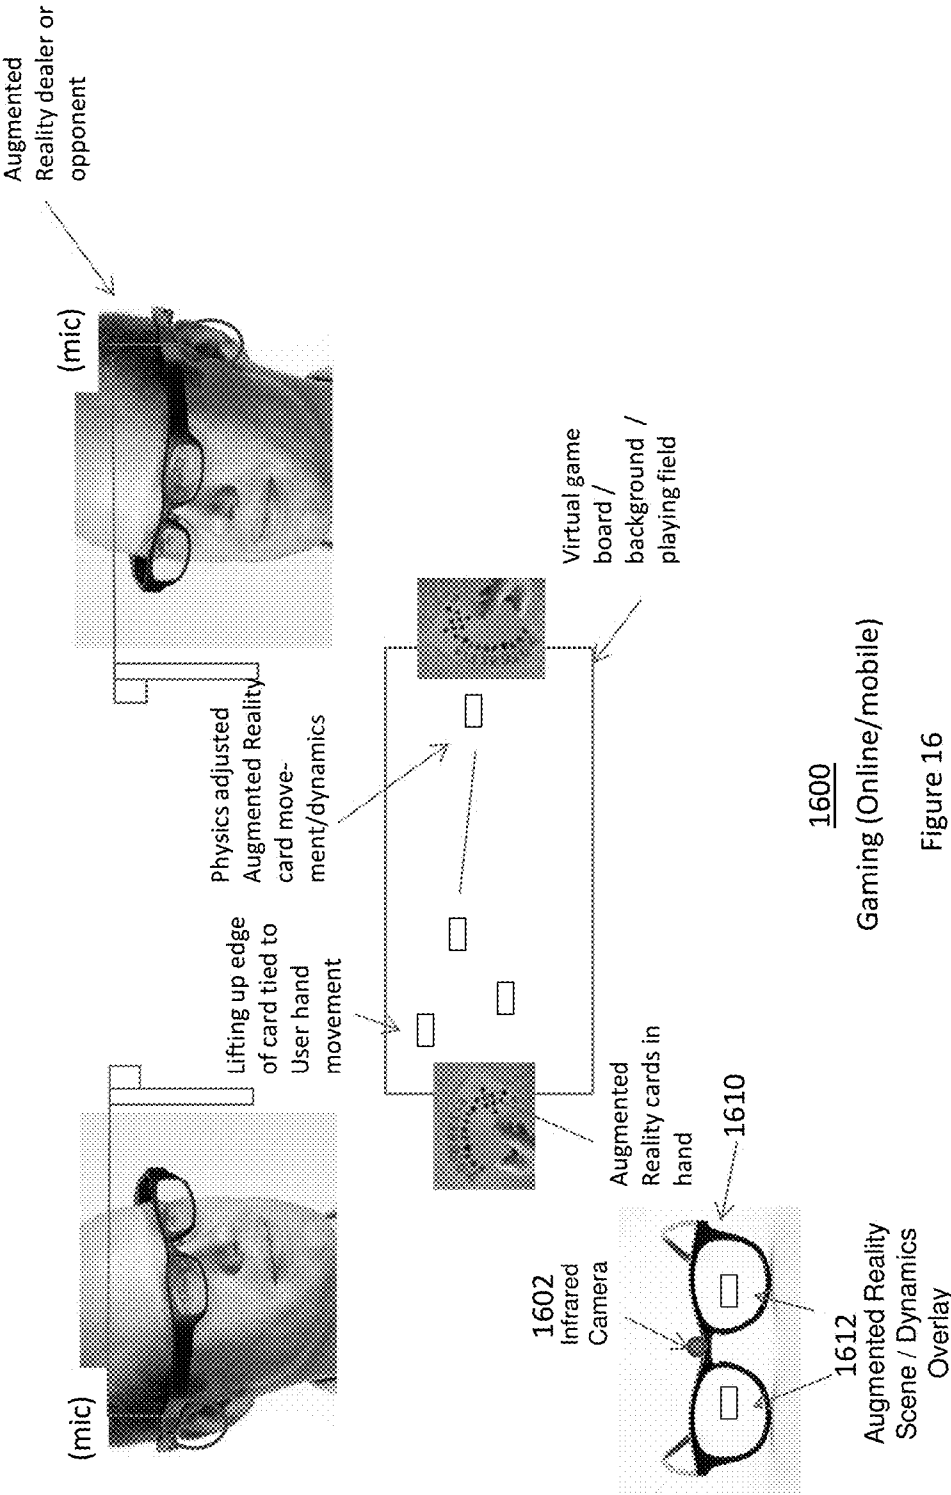 (mic)
(mic)
Augmented
Reality dealer or
opponent
Lifting up edge
of card tied to
User hand
movement
Physics adjusted
Augmented Reality
card move-
ment/dynamics
Virtual game
board /
background /
playing field
Augmented
Reality cards in
hand
1602
Infrared
Camera
1610
1612
Augmented Reality
Scene / Dynamics
Overlay
1600
Gaming (Online/mobile)
Figure 16